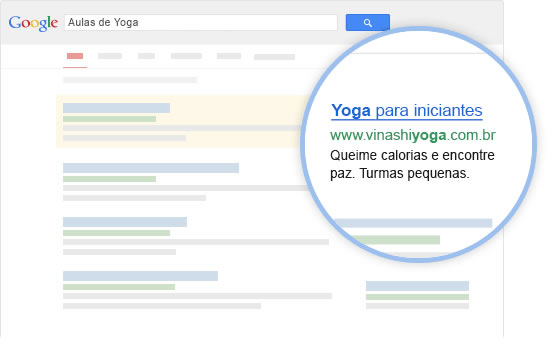 Google Aulas de Yoga
Yoga para iniciantes
www.vinashiyoga.com.br
Queime calorias e encontre
paz. Turmas pequenas.